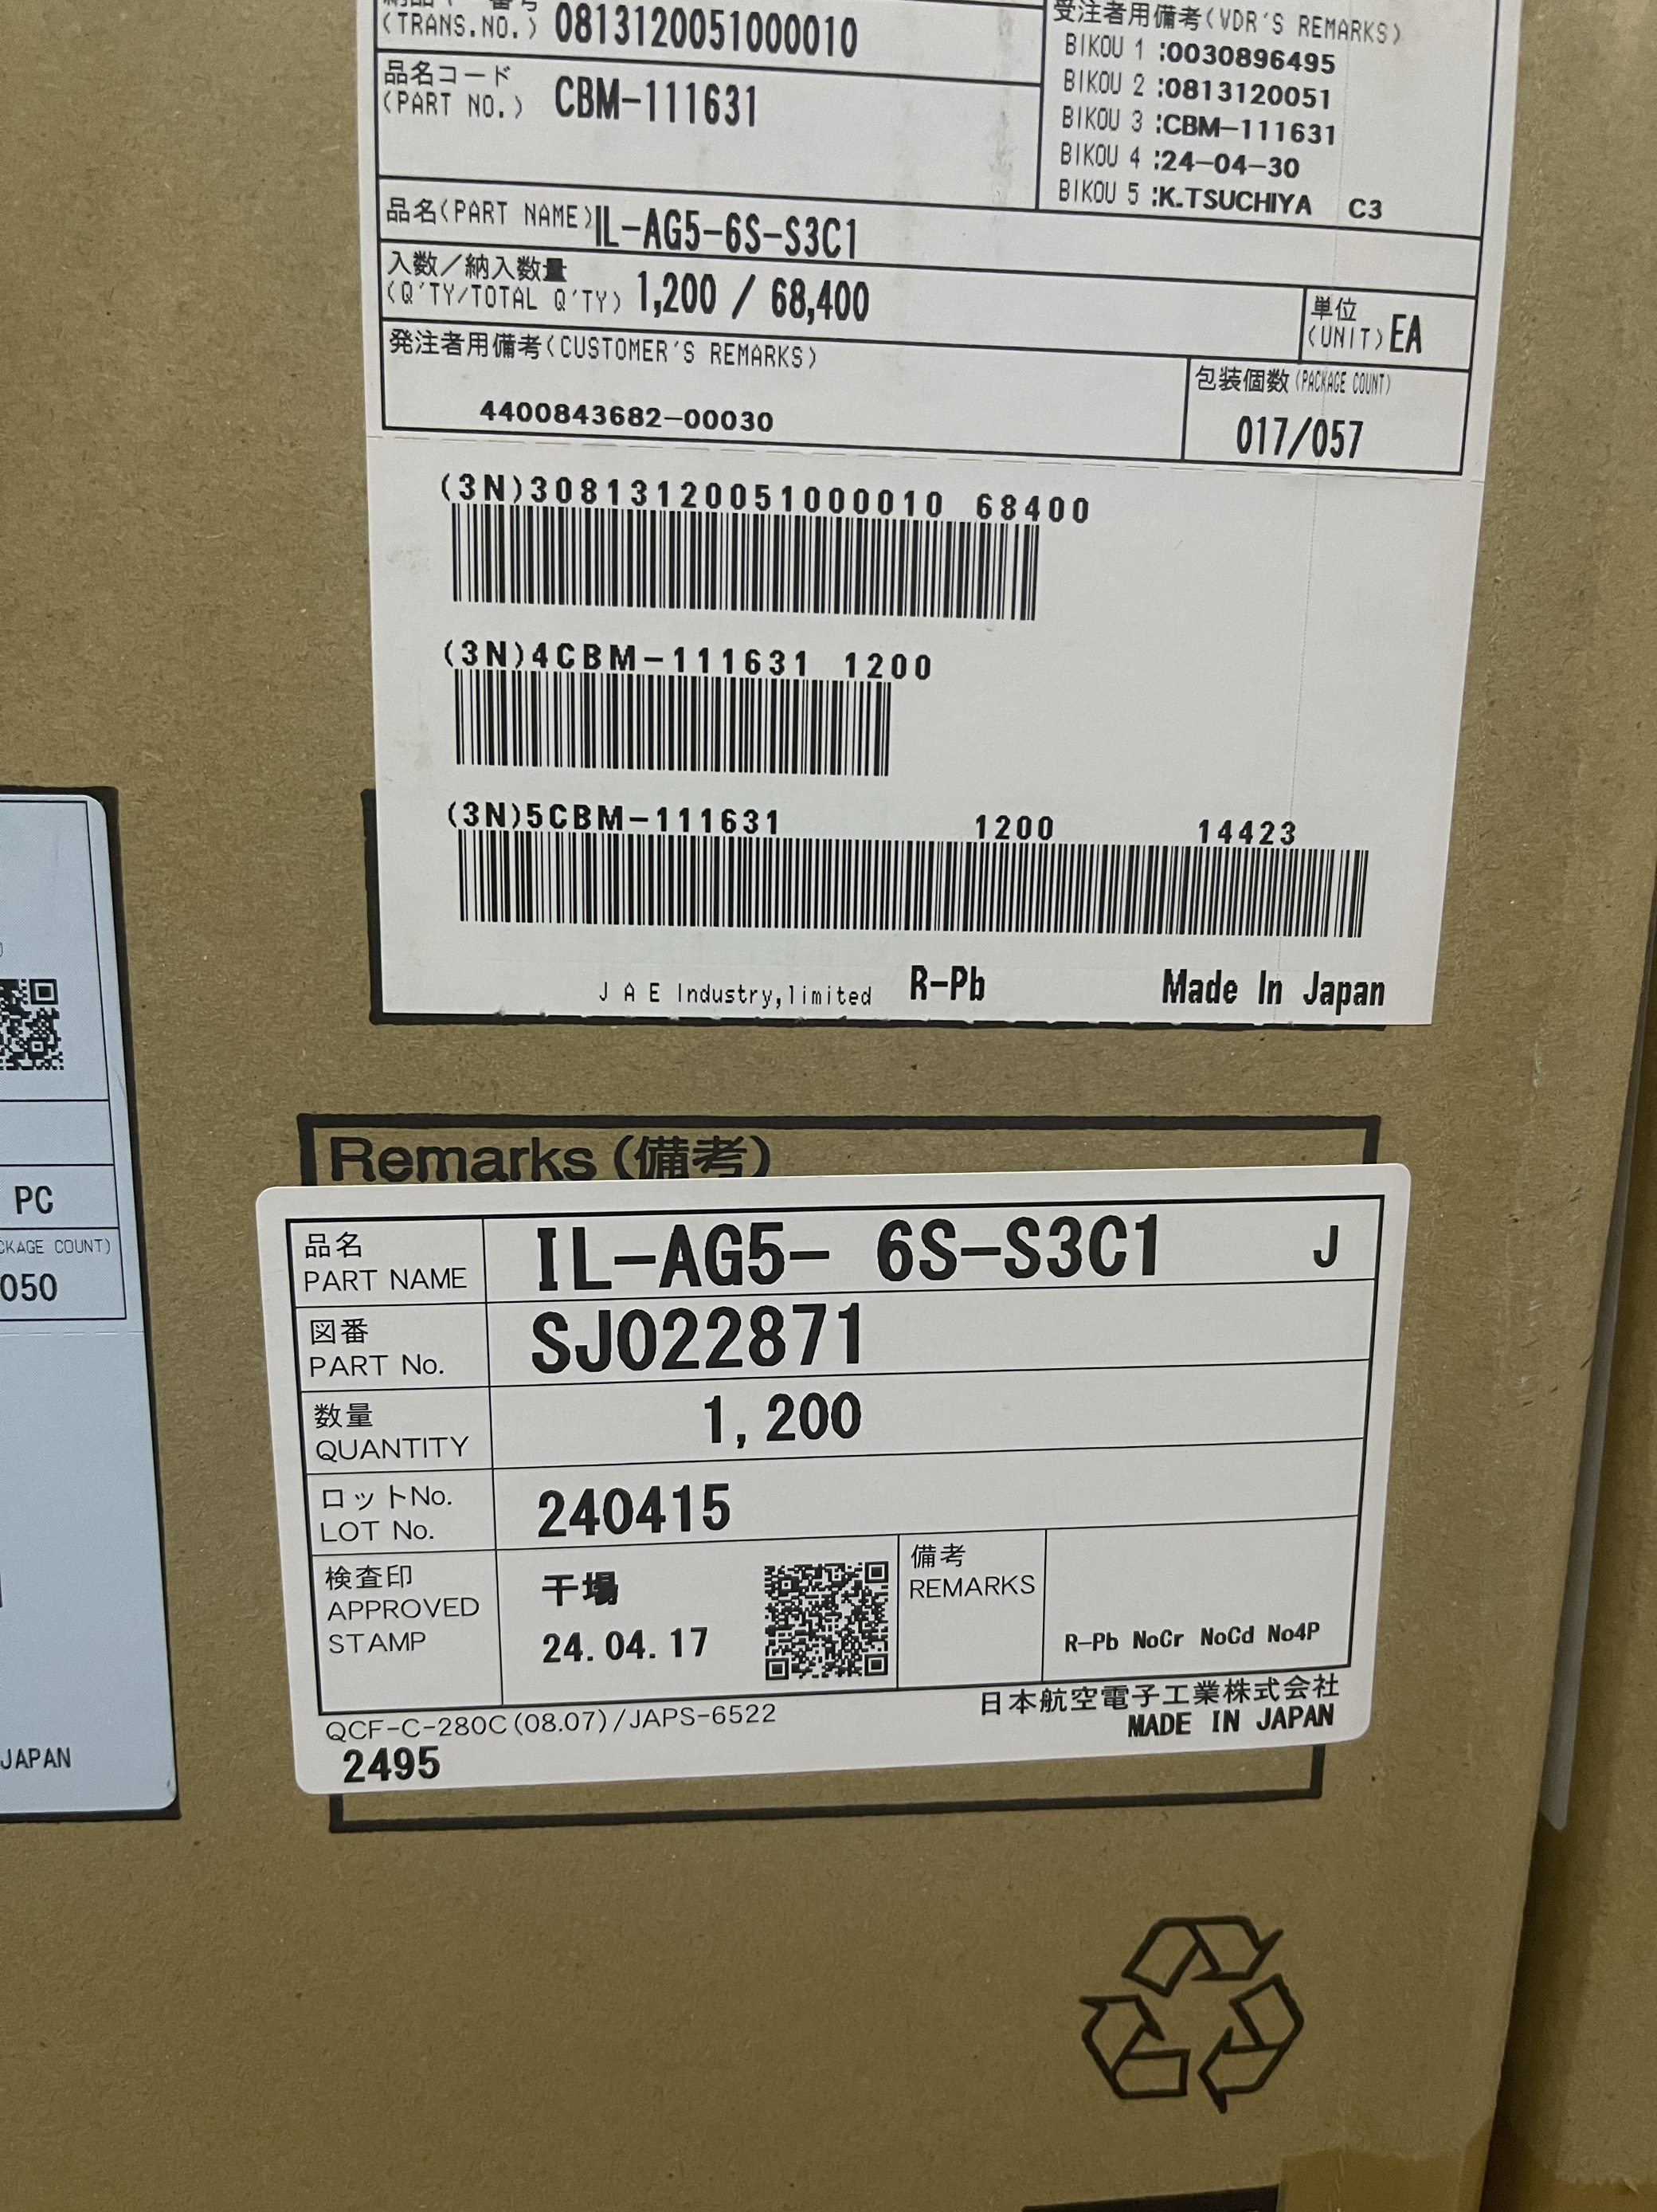 (TRANS.NO.) 0813120051000010
品名コード
(PART NO.) CBM-111631
受注者用備考(VDR'S REMARKS)
BIKOU 1 :0030896495
BIKOU 2 :0813120051
BIKOU 3 :CBM-111631
BIKOU 4 :24-04-30
BIKOU 5 :K.TSUCHIYA C3
品名(PART NAME) IL-AG5-6S-S3C1
入数/納入数量
(Q'TY/TOTAL Q'TY) 1,200 / 68,400
単位
(UNIT) EA
発注者用備考(CUSTOMER'S REMARKS)
4400843682-00030
包装個数(PACKAGE COUNT)
017/057
(3N)30813120051000010 68400
(3N)4CBM-111631 1200
(3N)5CBM-111631 1200 14423
J A E Industry,limited R-Pb Made In Japan
PC
CKAGE COUNT)
050
JAPAN
Remarks (備考)
品名
PART NAME
IL-AG5- 6S-S3C1 J
図番
PART No.
SJ022871
数量
QUANTITY
1,200
ロットNo.
LOT No.
240415
検査印
APPROVED
STAMP
干場
24.04.17
備考
REMARKS
R-Pb NoCr NoCd No4P
QCF-C-280C(08.07)/JAPS-6522
2495
日本航空電子工業株式会社
MADE IN JAPAN